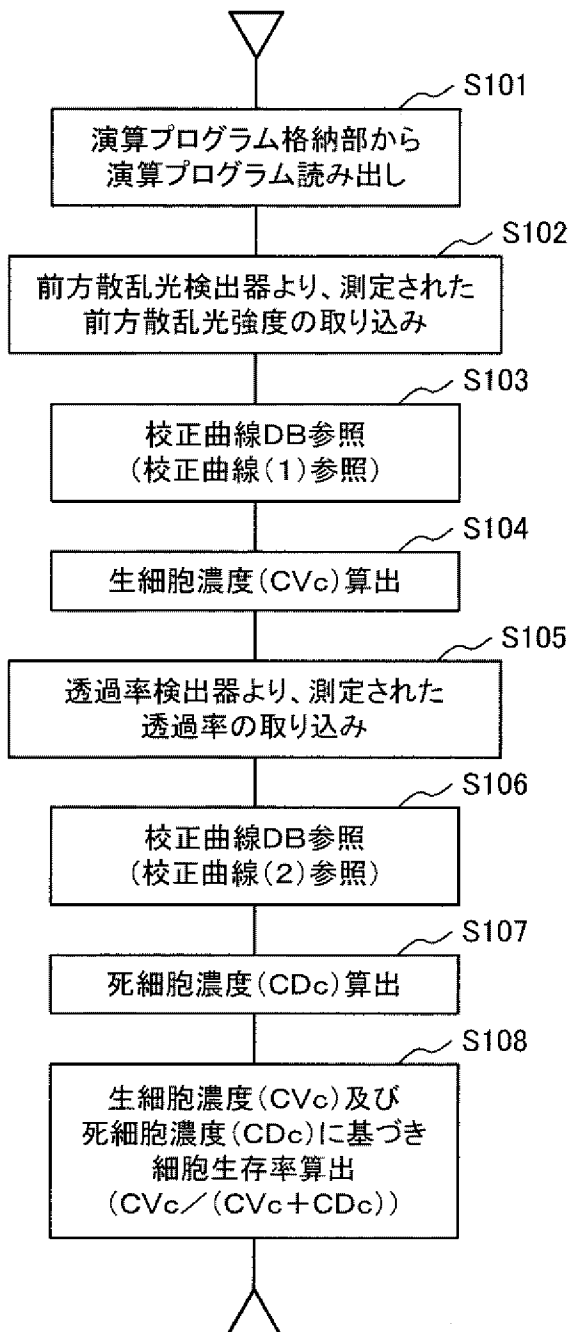 S101
演算プログラム格納部から
演算プログラム読み出し
S102
前方散乱光検出器より、測定された
前方散乱光強度の取り込み
S103
校正曲線DB参照
(校正曲線(1)参照)
S104
生細胞濃度(CVc)算出
S105
透過率検出器より、測定された
透過率の取り込み
S106
校正曲線DB参照
(校正曲線(2)参照)
S107
死細胞濃度(CDc)算出
S108
生細胞濃度(CVc)及び
死細胞濃度(CDc)に基づき
細胞生存率算出
(CVc/(CVc+CDc))